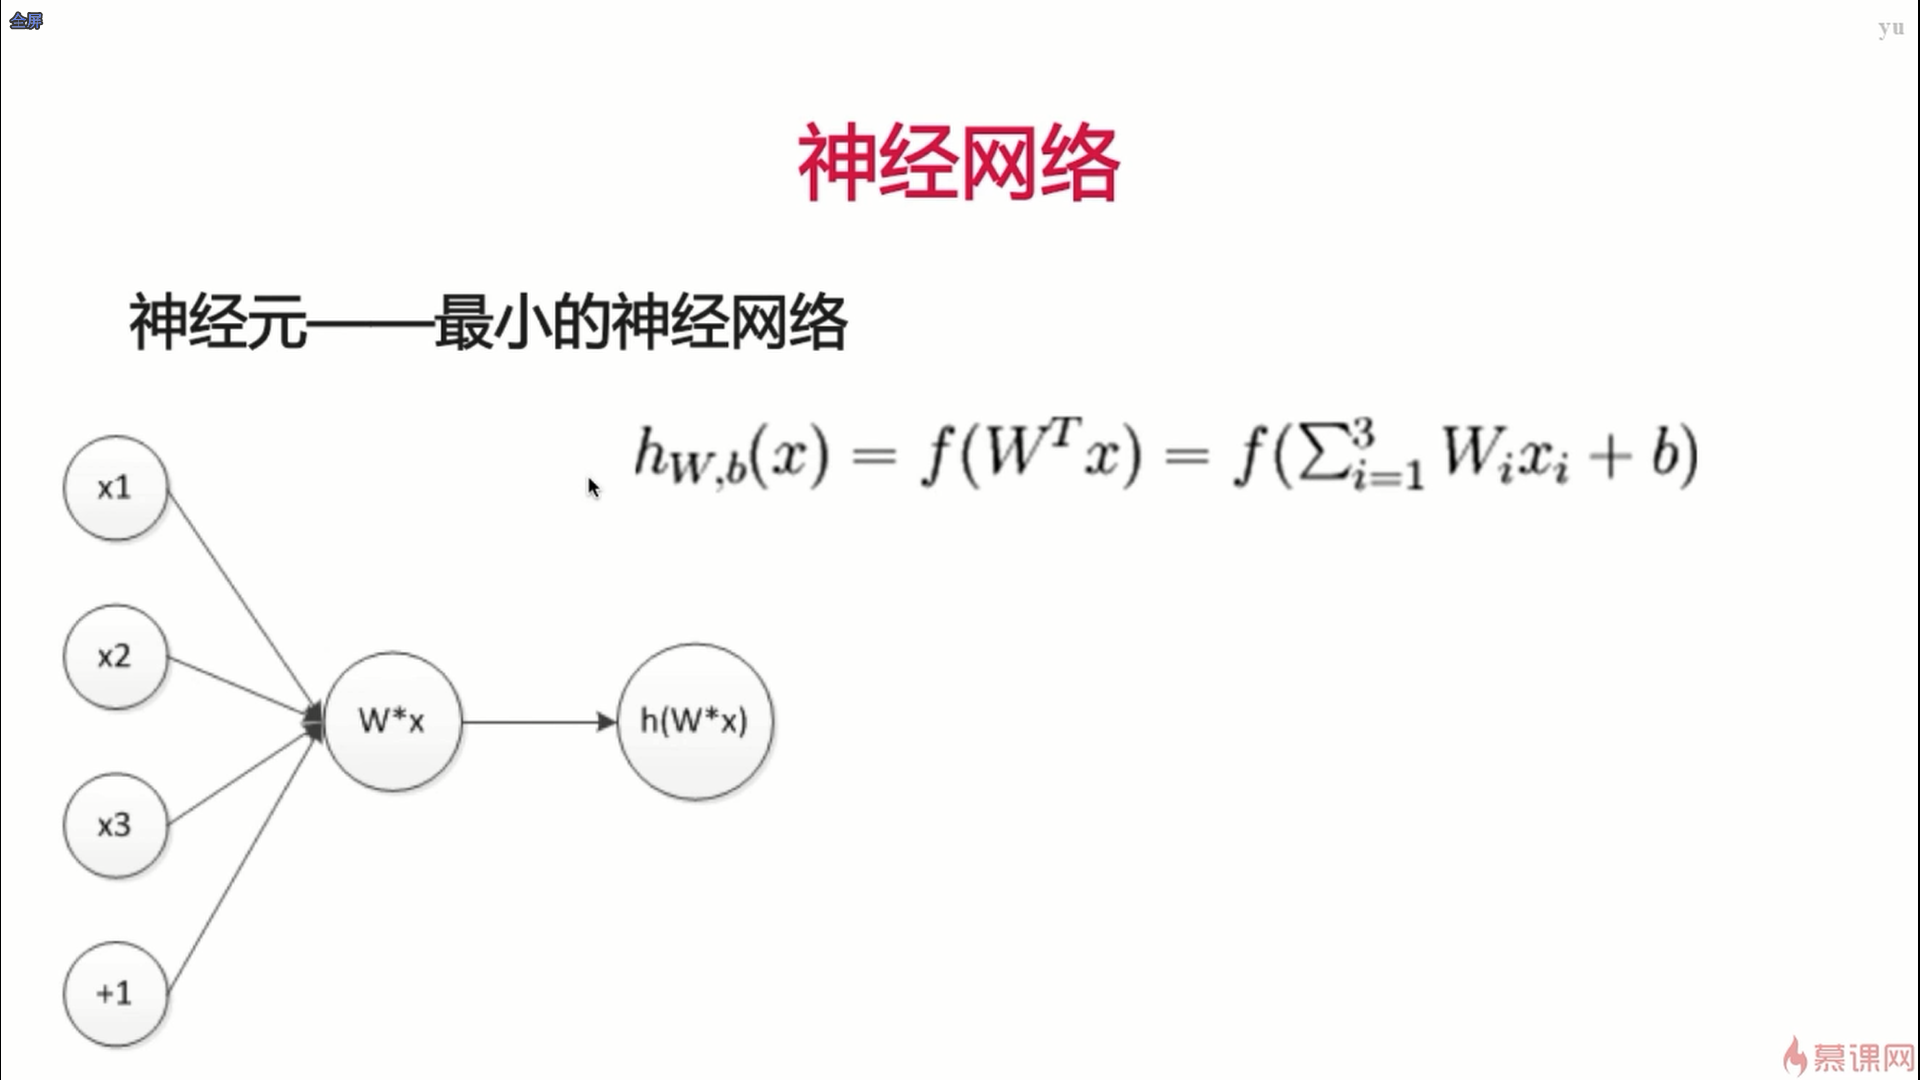 全屏
yu
神经网络
神经元——最小的神经网络
h_{W,b}(x) = f(W^T x) = f(∑_{i=1}^3 W_i x_i + b)
x1
x2
W*x
h(W*x)
x3
+1
慕课网